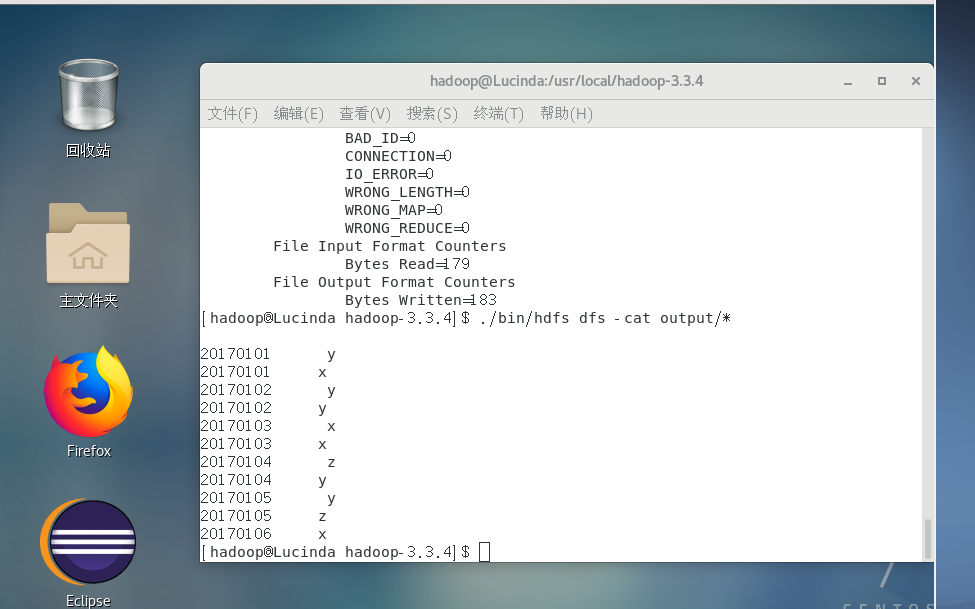 回收站
主文件夹
Firefox
Eclipse
hadoop@Lucinda:/usr/local/hadoop-3.3.4
文件(F) 编辑(E) 查看(V) 搜索(S) 终端(T) 帮助(H)
BAD_ID=0
CONNECTION=0
IO_ERROR=0
WRONG_LENGTH=0
WRONG_MAP=0
WRONG_REDUCE=0
File Input Format Counters
Bytes Read=179
File Output Format Counters
Bytes Written=183
[hadoop@Lucinda hadoop-3.3.4]$ ./bin/hdfs dfs -cat output/*
20170101 y
20170101 x
20170102 y
20170102 y
20170103 x
20170103 x
20170104 z
20170104 y
20170105 y
20170105 z
20170106 x
[hadoop@Lucinda hadoop-3.3.4]$
7
CENTOS